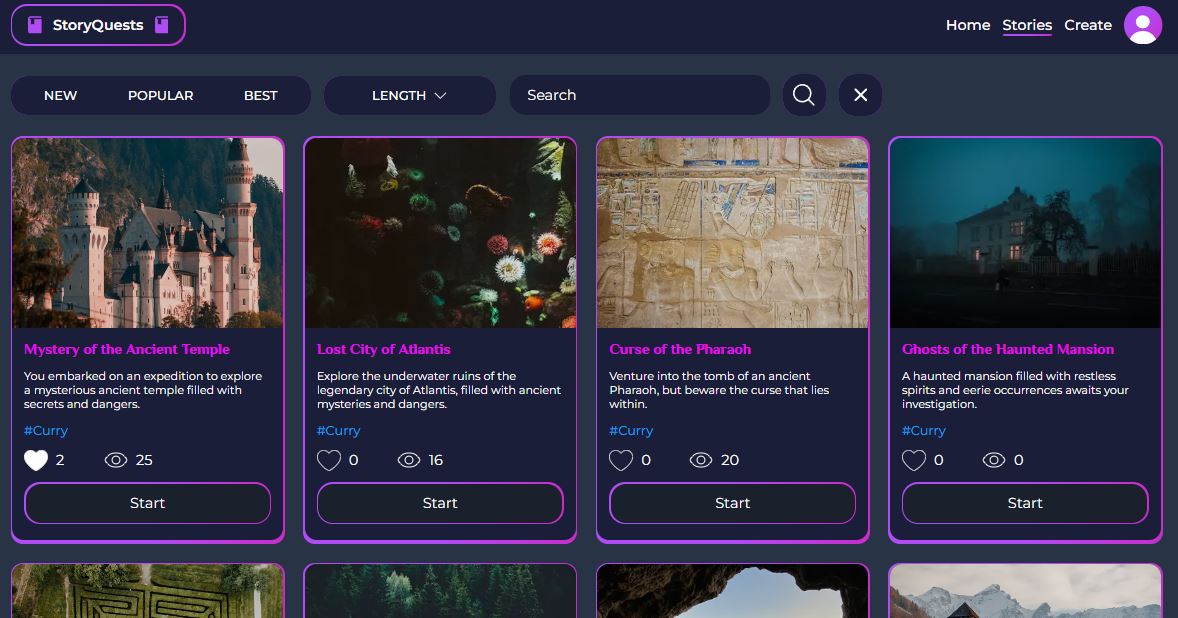 StoryQuests
Home Stories Create
NEW POPULAR BEST LENGTH Search
Mystery of the Ancient Temple
You embarked on an expedition to explore
a mysterious ancient temple filled with
secrets and dangers.
#Curry
2 25
Start
Lost City of Atlantis
Explore the underwater ruins of the
legendary city of Atlantis, filled with ancient
mysteries and dangers.
#Curry
0 16
Start
Curse of the Pharaoh
Venture into the tomb of an ancient
Pharaoh, but beware the curse that lies
within.
#Curry
0 20
Start
Ghosts of the Haunted Mansion
A haunted mansion filled with restless
spirits and eerie occurrences awaits your
investigation.
#Curry
0 0
Start